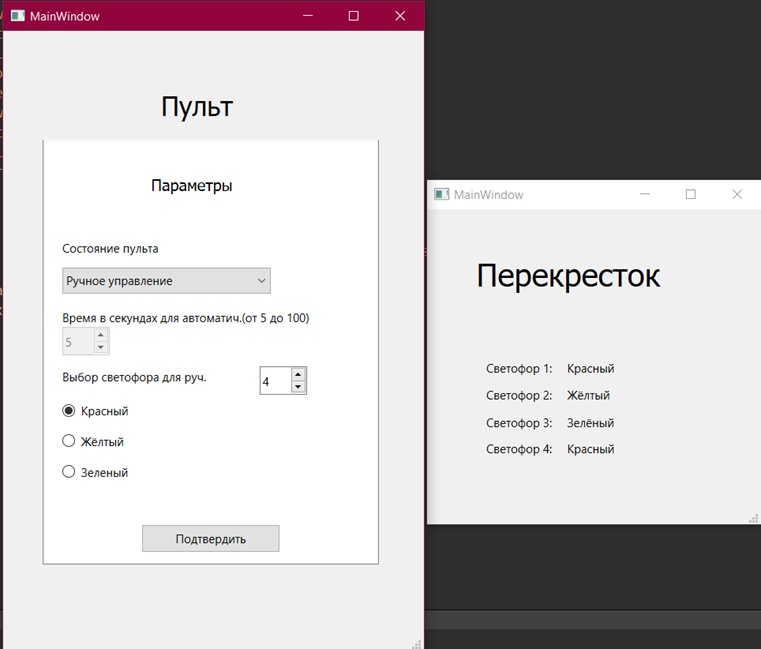 MainWindow
Пульт
Параметры
Состояние пульта
Ручное управление
Время в секундах для автоматич.(от 5 до 100)
5
Выбор светофора для руч.
4
Красный
Жёлтый
Зеленый
Подтвердить
MainWindow
Перекресток
Светофор 1: Красный
Светофор 2: Жёлтый
Светофор 3: Зелёный
Светофор 4: Красный